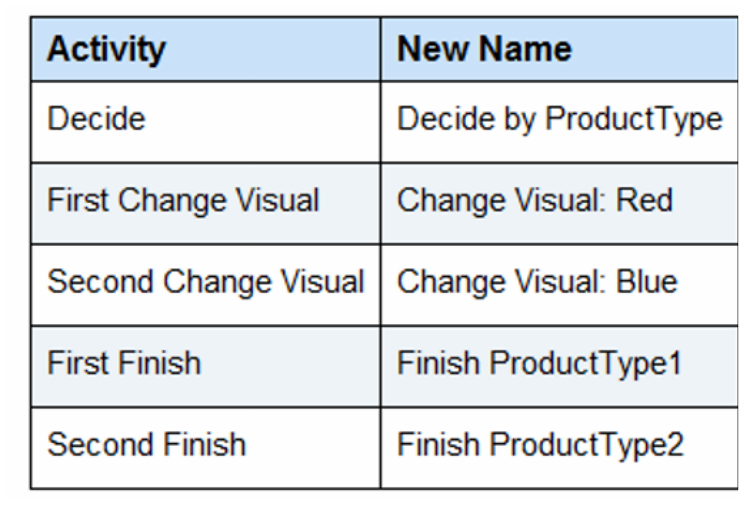 Activity New Name
Decide Decide by ProductType
First Change Visual Change Visual: Red
Second Change Visual Change Visual: Blue
First Finish Finish ProductType1
Second Finish Finish ProductType2